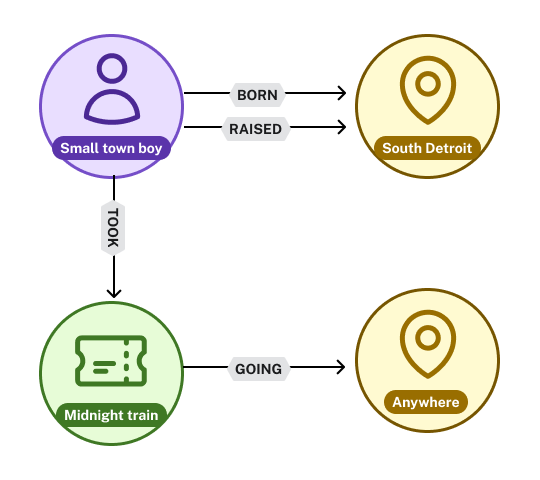 BORN
RAISED
Small town boy
South Detroit
TOOK
GOING
Midnight train
Anywhere